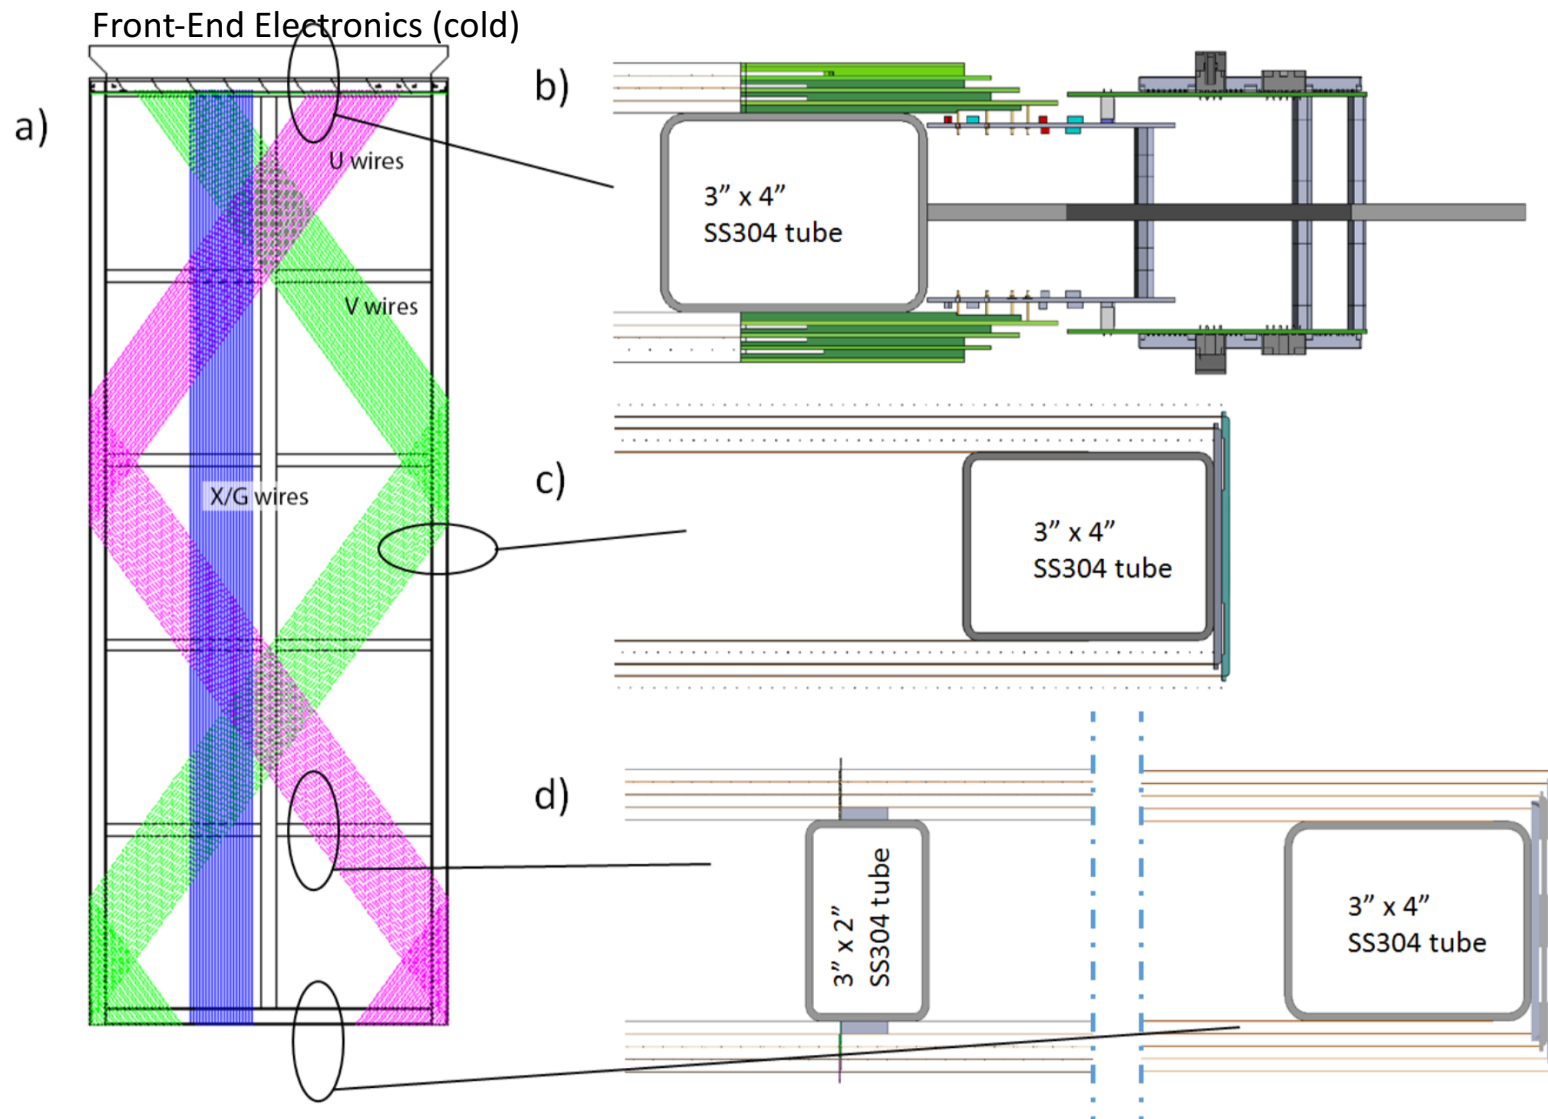 Front-End Electronics (cold)
a)
U wires
V wires
X/G wires
b)
3” x 4”
SS304 tube
c)
3” x 4”
SS304 tube
d)
3” x 2”
SS304 tube
3” x 4”
SS304 tube